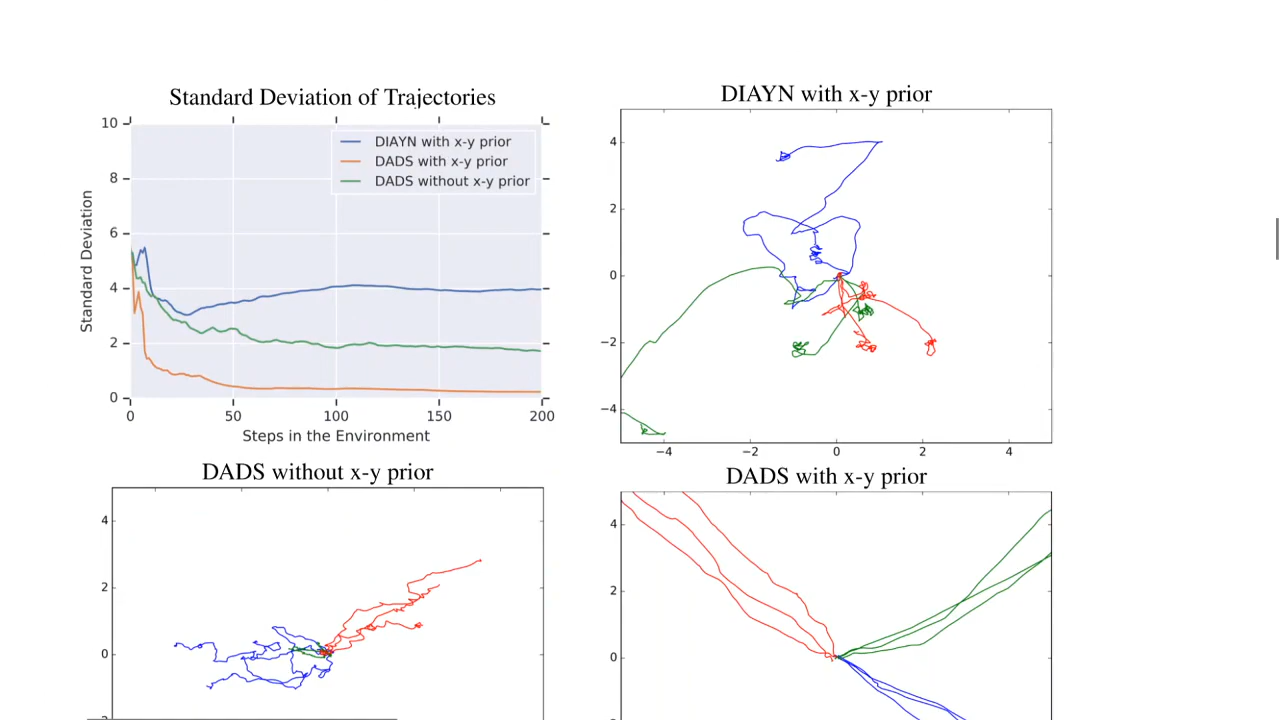 Standard Deviation of Trajectories
10
8
6
4
2
0
Standard Deviation
DIAYN with x-y prior
DADS with x-y prior
DADS without x-y prior
0 50 100 150 200
Steps in the Environment
DIAYN with x-y prior
4
2
0
−2
−4
−4 −2 0 2 4
DADS without x-y prior
4
2
0
DADS with x-y prior
4
2
0